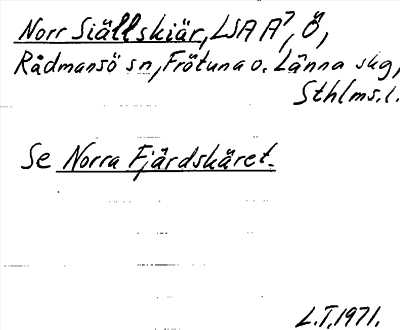 Norr Siällskiär, LSA A7, Ö,
Rådmansö sn, Frötuna o. Länna skg,
Sthlms.l.
Se Norra Fjärdskäret.
L.T, 1971.